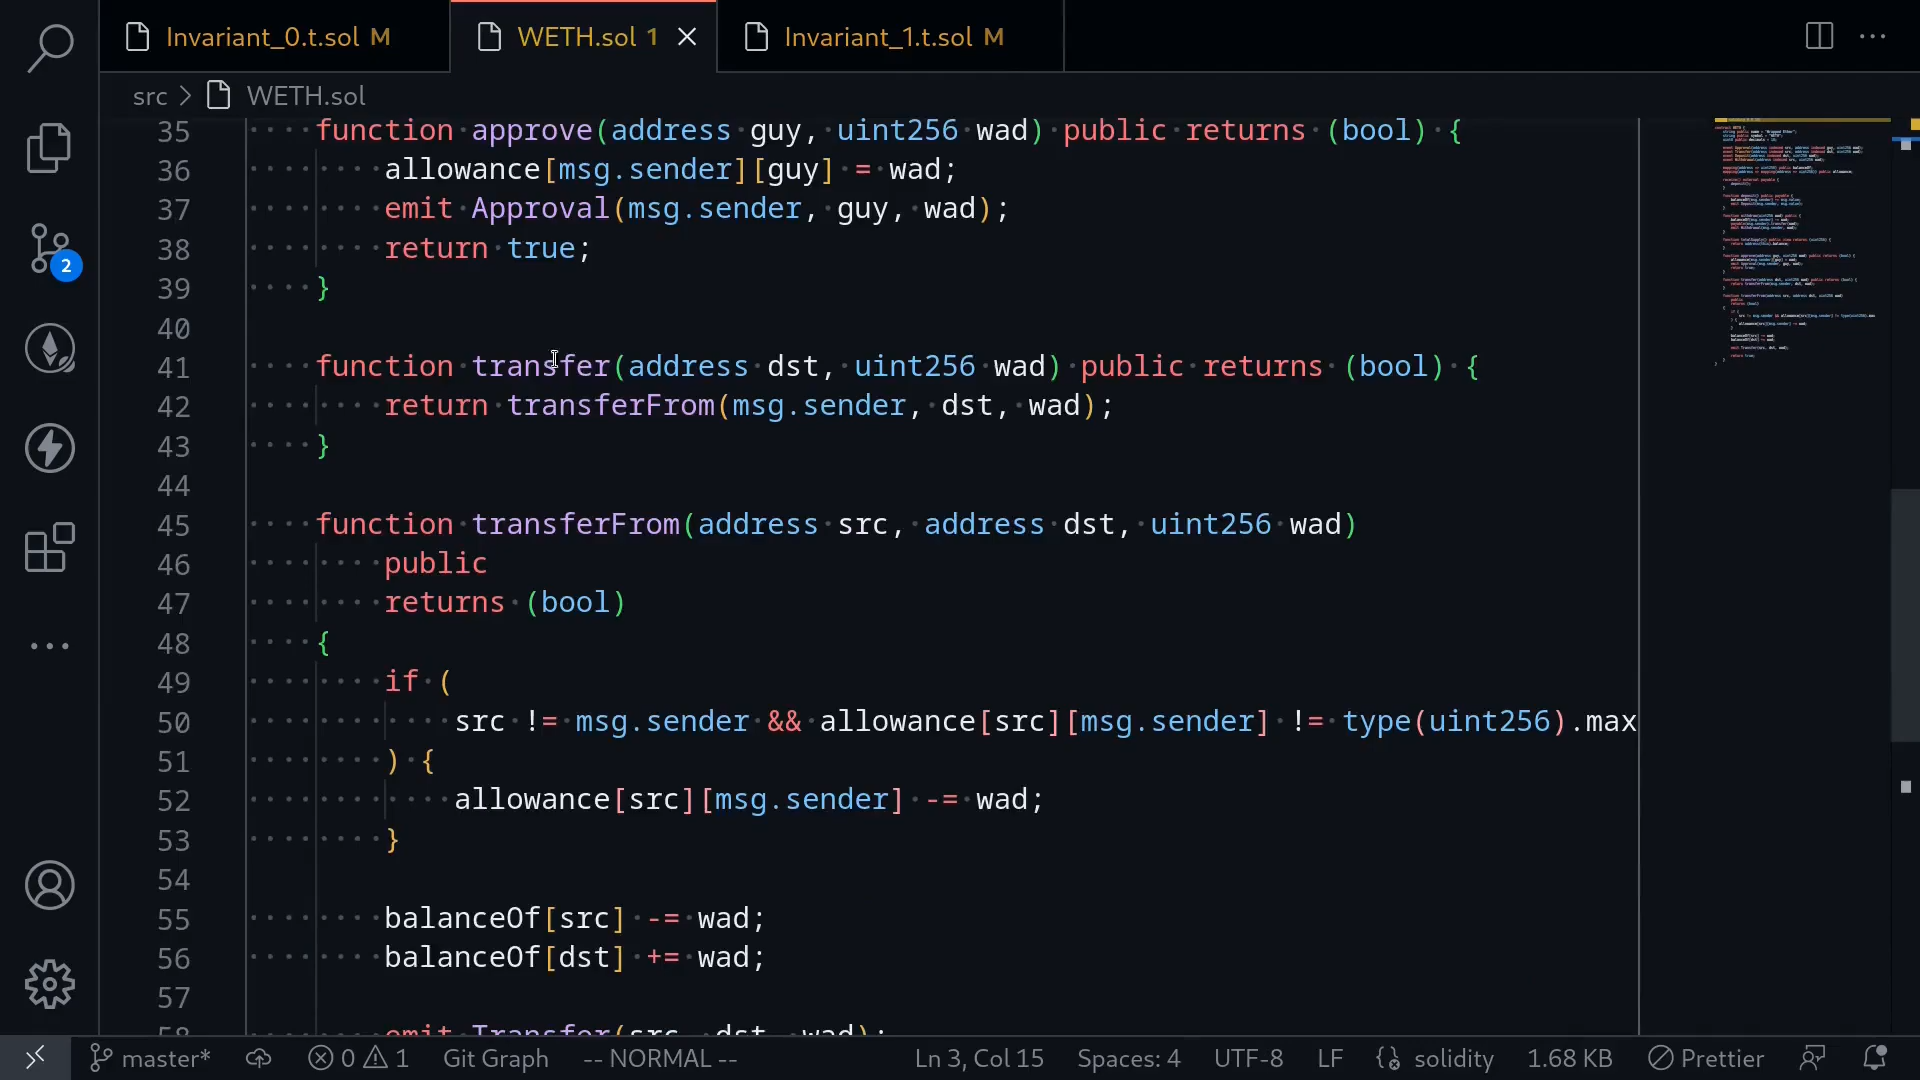 Invariant_0.t.sol M
WETH.sol 1
Invariant_1.t.sol M
src > WETH.sol
35 function approve(address guy, uint256 wad) public returns (bool) {
36 allowance[msg.sender][guy] = wad;
37 emit Approval(msg.sender, guy, wad);
38 return true;
39 }
40
41 function transfer(address dst, uint256 wad) public returns (bool) {
42 return transferFrom(msg.sender, dst, wad);
43 }
44
45 function transferFrom(address src, address dst, uint256 wad)
46 public
47 returns (bool)
48 {
49 if (
50 src != msg.sender && allowance[src][msg.sender] != type(uint256).max
51 ) {
52 allowance[src][msg.sender] -= wad;
53 }
54
55 balanceOf[src] -= wad;
56 balanceOf[dst] += wad;
57
58 emit Transfer(src, dst, wad);
2
master* 0 1 Git Graph -- NORMAL -- Ln 3, Col 15 Spaces: 4 UTF-8 LF solidity 1.68 KB Prettier